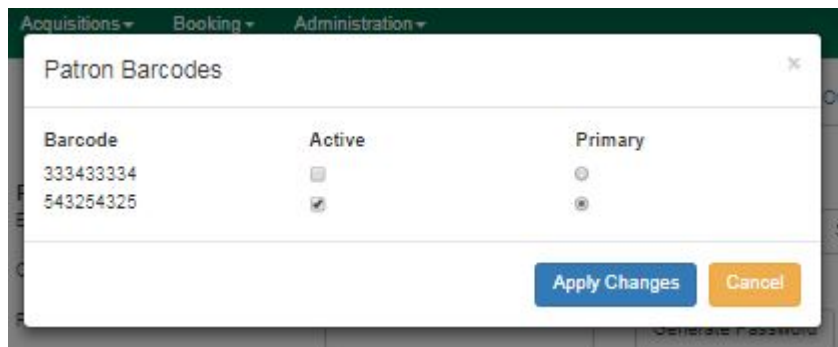 Acquisitions Booking Administration
Patron Barcodes ×
Barcode Active Primary
333433334
543254325
Apply Changes Cancel
Generate Password